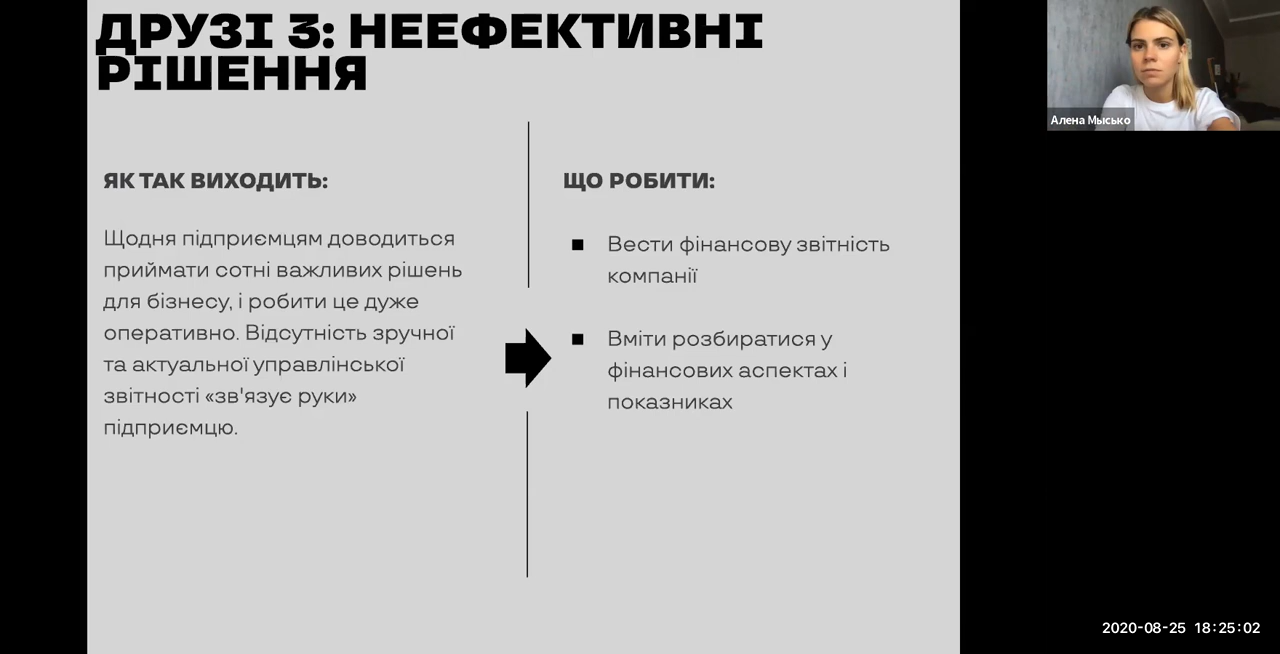 ДРУЗІ 3: НЕЕФЕКТИВНІ
РІШЕННЯ
ЯК ТАК ВИХОДИТЬ:
Щодня підприємцям доводиться
приймати сотні важливих рішень
для бізнесу, і робити це дуже
оперативно. Відсутність зручної
та актуальної управлінської
звітності «зв'язує руки»
підприємцю.
ЩО РОБИТИ:
Вести фінансову звітність
компанії
Вміти розбиратися у
фінансових аспектах і
показниках
Алена Мысько
2020-08-25 18:25:02